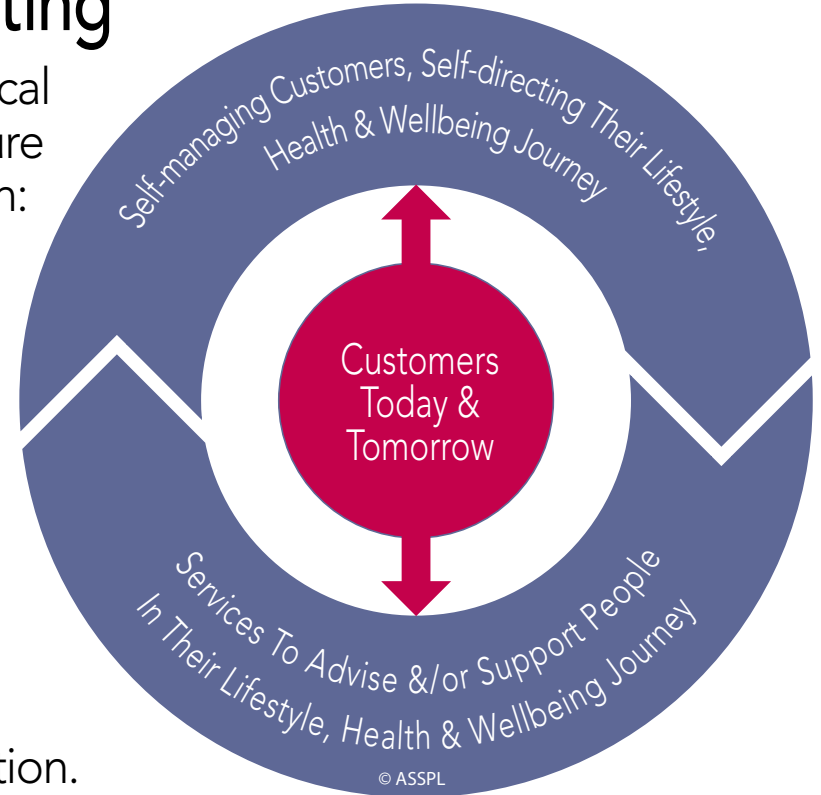 ting
cal
ure
n:
Self-managing Customers, Self-directing Their Lifestyle,
Health & Wellbeing Journey
Customers
Today &
Tomorrow
Services To Advise &/or Support People
In Their Lifestyle, Health & Wellbeing Journey
tion.
© ASSPL